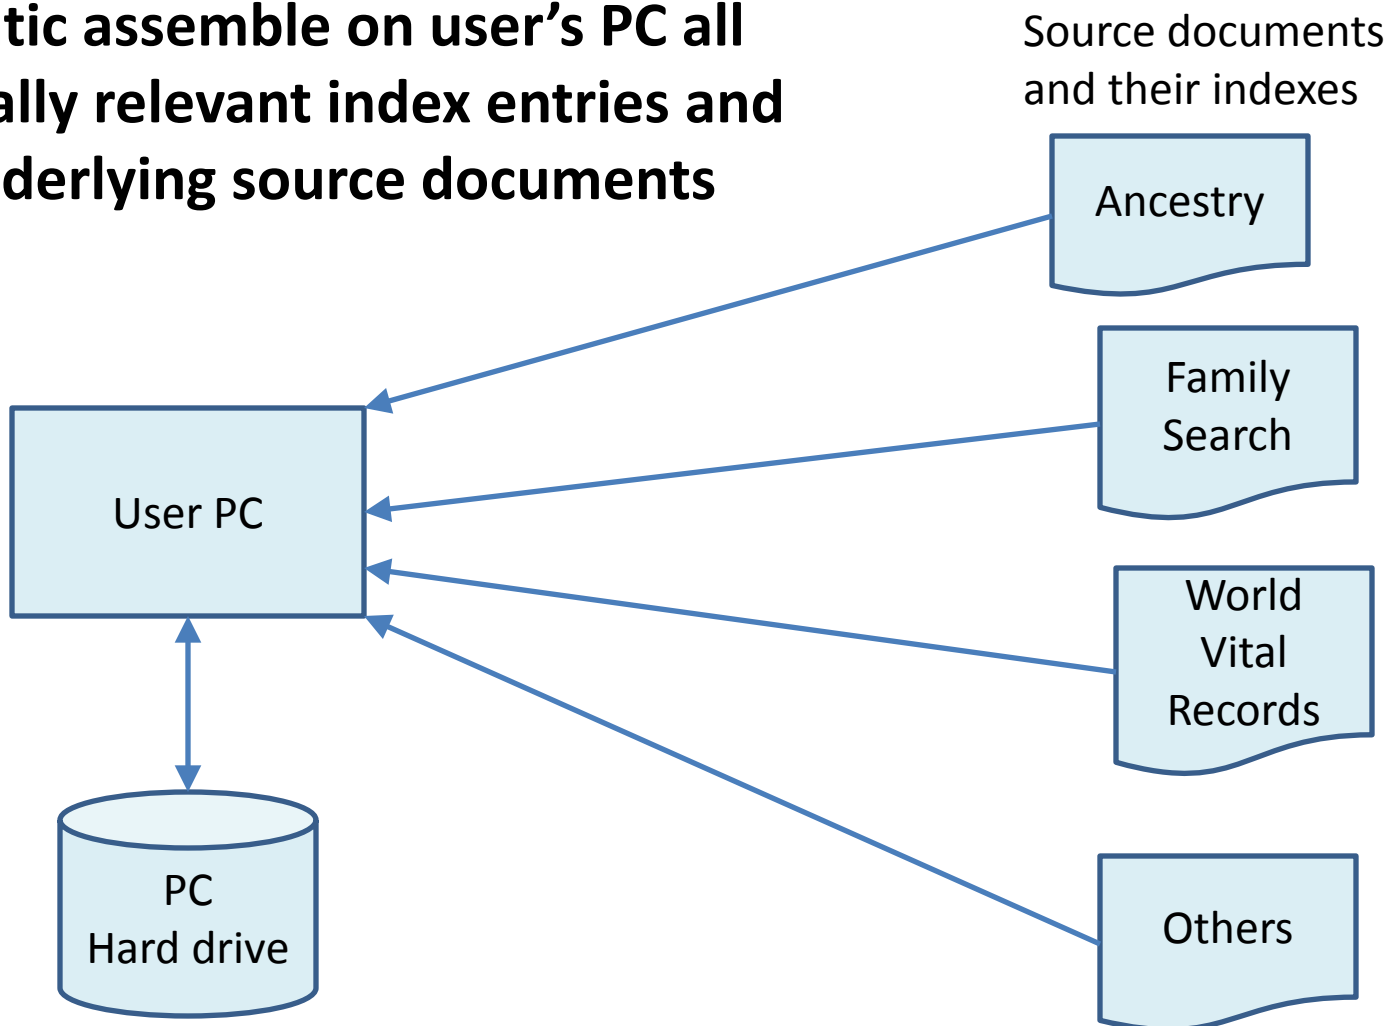 tic assemble on user’s PC all
ally relevant index entries and
derlying source documents
Source documents
and their indexes
Ancestry
Family
Search
User PC
World
Vital
Records
PC
Hard drive
Others